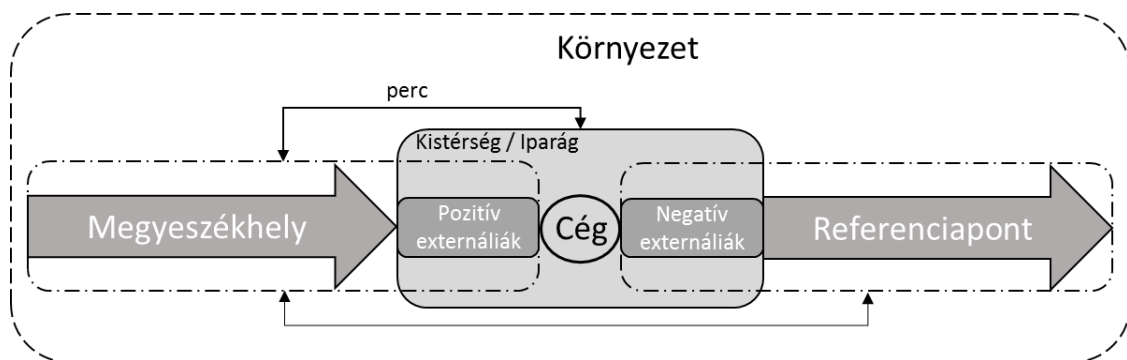 Környezet
perc
Kistérség / Iparág
Megyeszékhely
Pozitív
externáliák
Cég
Negatív
externáliák
Referenciapont